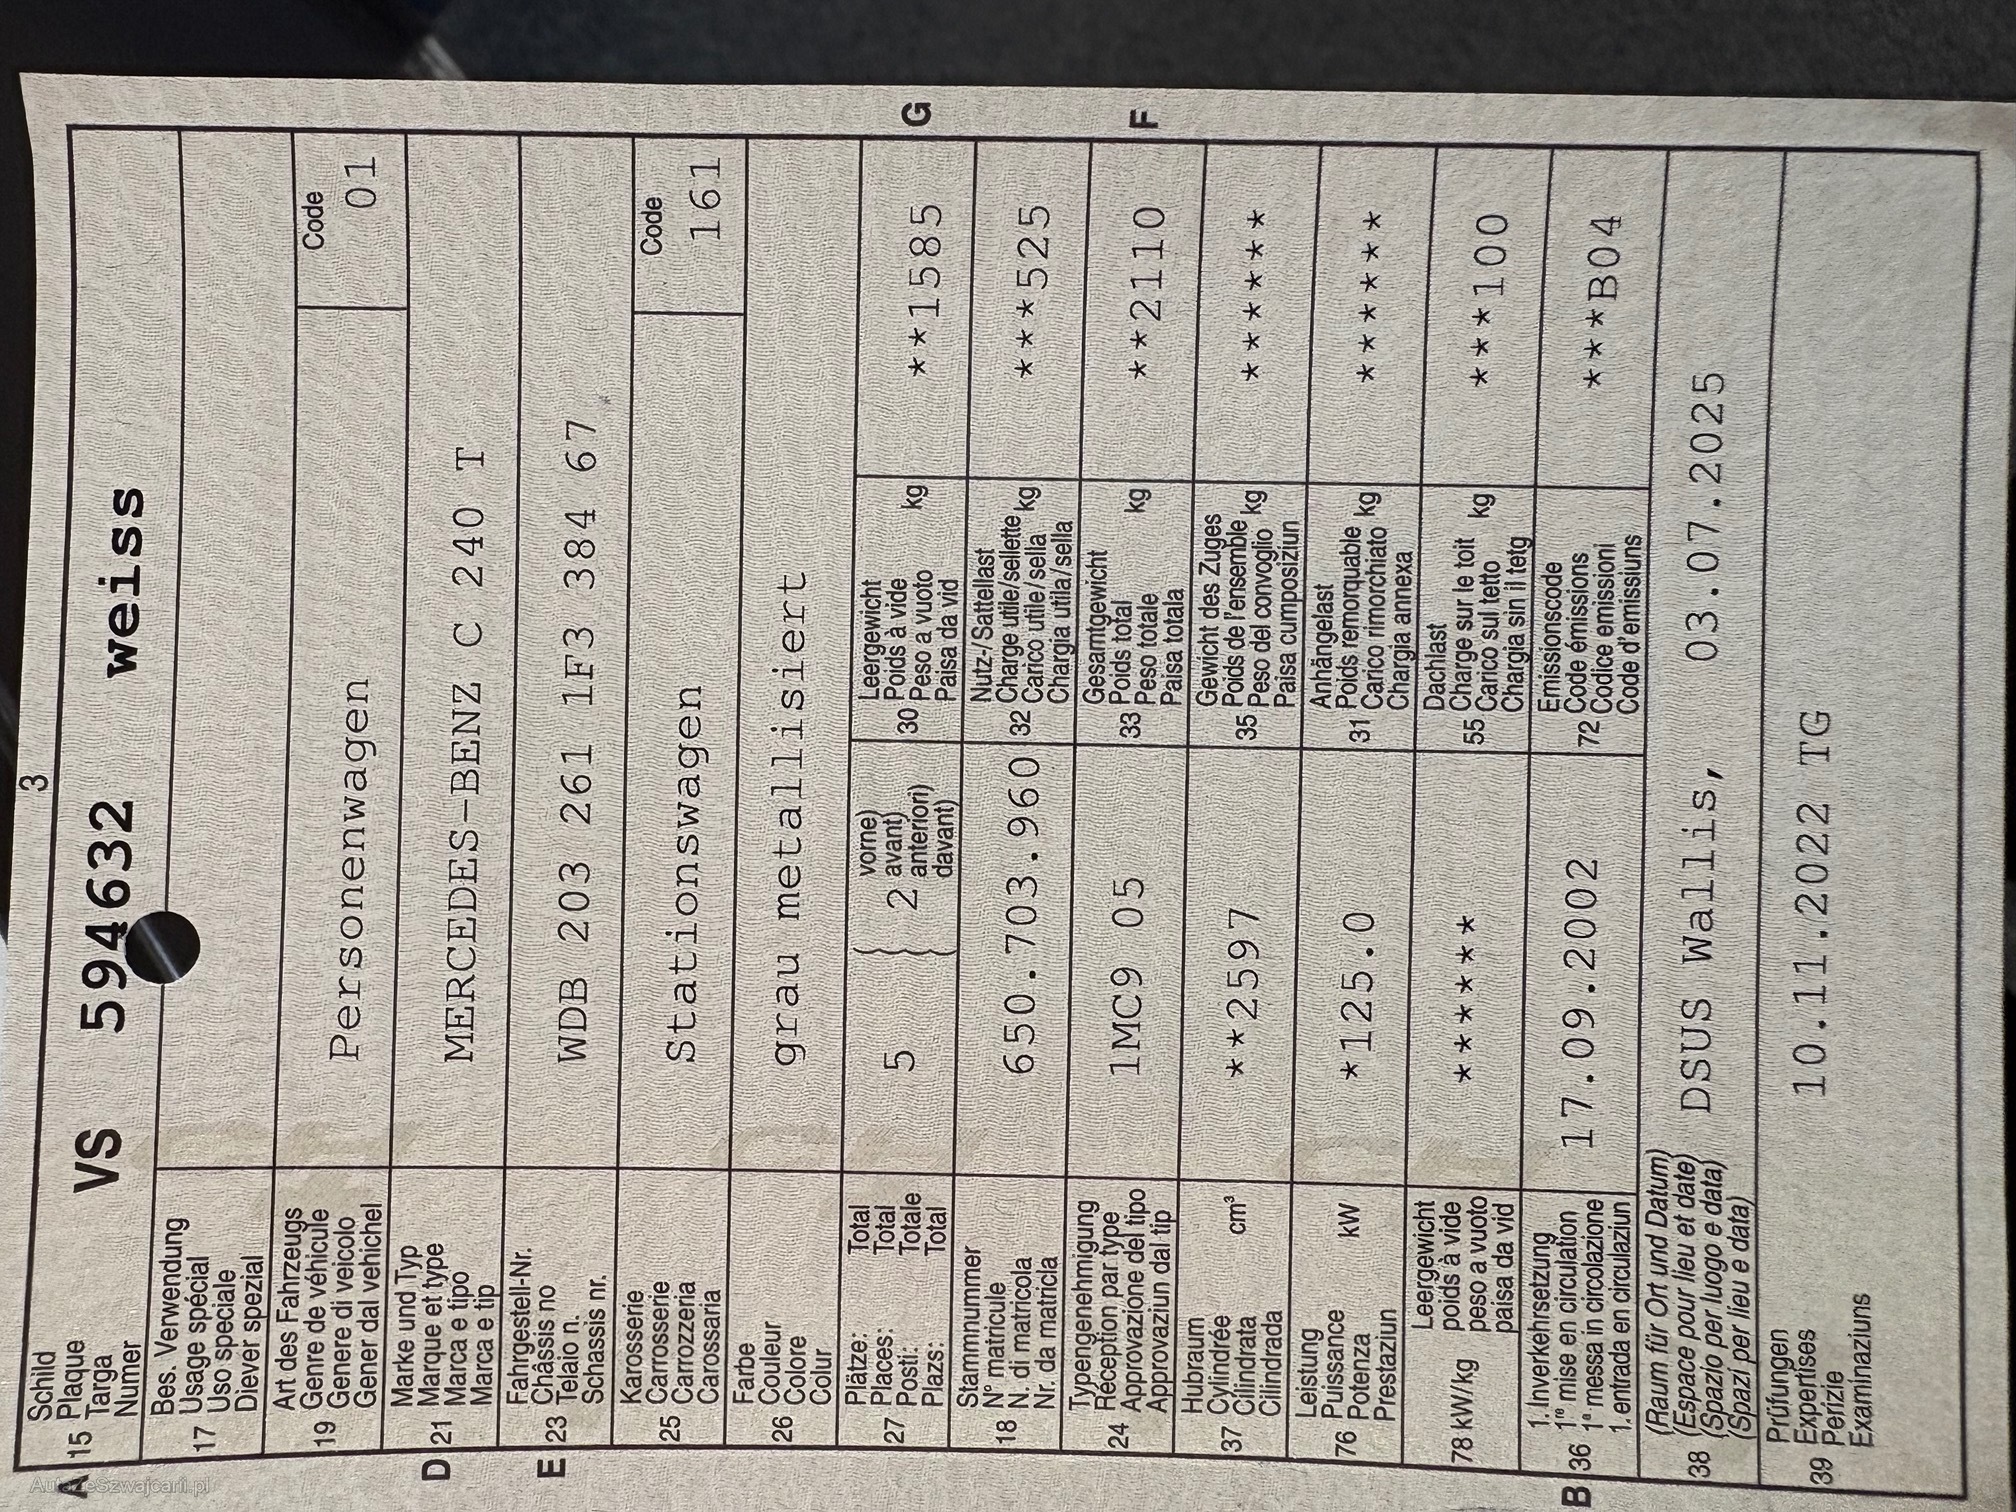 3
A 15 Schild
Plaque
Targa
Numer
VS 594632 weiss
17 Bes. Verwendung
Usage spécial
Uso speciale
Diever spezial
19 Art des Fahrzeugs
Genre de véhicule
Genere di veicolo
Gener dal vehichel
Personenwagen
Code
01
D 21 Marke und Typ
Marque et type
Marca e tipo
Marca e tip
MERCEDES-BENZ C 240 T
E 23 Fahrgestell-Nr.
Châssis no
Telaio n.
Schassis nr.
WDB 203 261 1F3 384 67
25 Karosserie
Carrosserie
Carrozzeria
Carossaria
Stationswagen
Code
161
26 Farbe
Couleur
Colore
Colur
grau metallisiert
27 Plätze: Total
Places: Total
Posti: Totale
Plazs: Total
5 { 2 vorne)
avant)
anteriori)
davant)
30 Leergewicht
Poids à vide
Peso a vuoto kg
Paisa da vid
**1585
G
18 Stammnummer
N° matricule
N. di matricola
Nr. da matricla
650.703.960
32 Nutz-/Sattellast
Charge utile/sellette
Carico utile/sella kg
Chargia utila/sella
***525
24 Typengenehmigung
Réception par type
Approvazione del tipo
Approvaziun dal tip
1MC9 05
33 Gesamtgewicht
Poids total
Peso totale kg
Paisa totala
**2110
F
37 Hubraum
Cylindrée
Cilindrata cm³
Cilindrada
**2597
35 Gewicht des Zuges
Poids de l'ensemble
Peso del convoglio kg
Paisa cumposiziun
******
76 Leistung
Puissance
Potenza kW
Prestaziun
*125.0
31 Anhängelast
Poids remorquable
Carico rimorchiato kg
Chargia annexa
******
78 kW/kg Leergewicht
poids à vide
peso a vuoto
paisa da vid
******
55 Dachlast
Charge sur le toit
Carico sul tetto kg
Chargia sin il tetg
***100
B 36 1. Inverkehrsetzung
1re mise en circulation
1a messa in circolazione
1. entrada en circulaziun
17.09.2002
72 Emissionscode
Code émissions
Codice emissioni
Code d'emissiuns
***B04
38 (Raum für Ort und Datum)
(Espace pour lieu et date)
(Spazio per luogo e data)
(Spazi per lieu e data)
DSUS Wallis, 03.07.2025
39 Prüfungen
Expertises
Perizie
Examinaziuns
10.11.2022 TG
AutazeSzwajcarii.pl